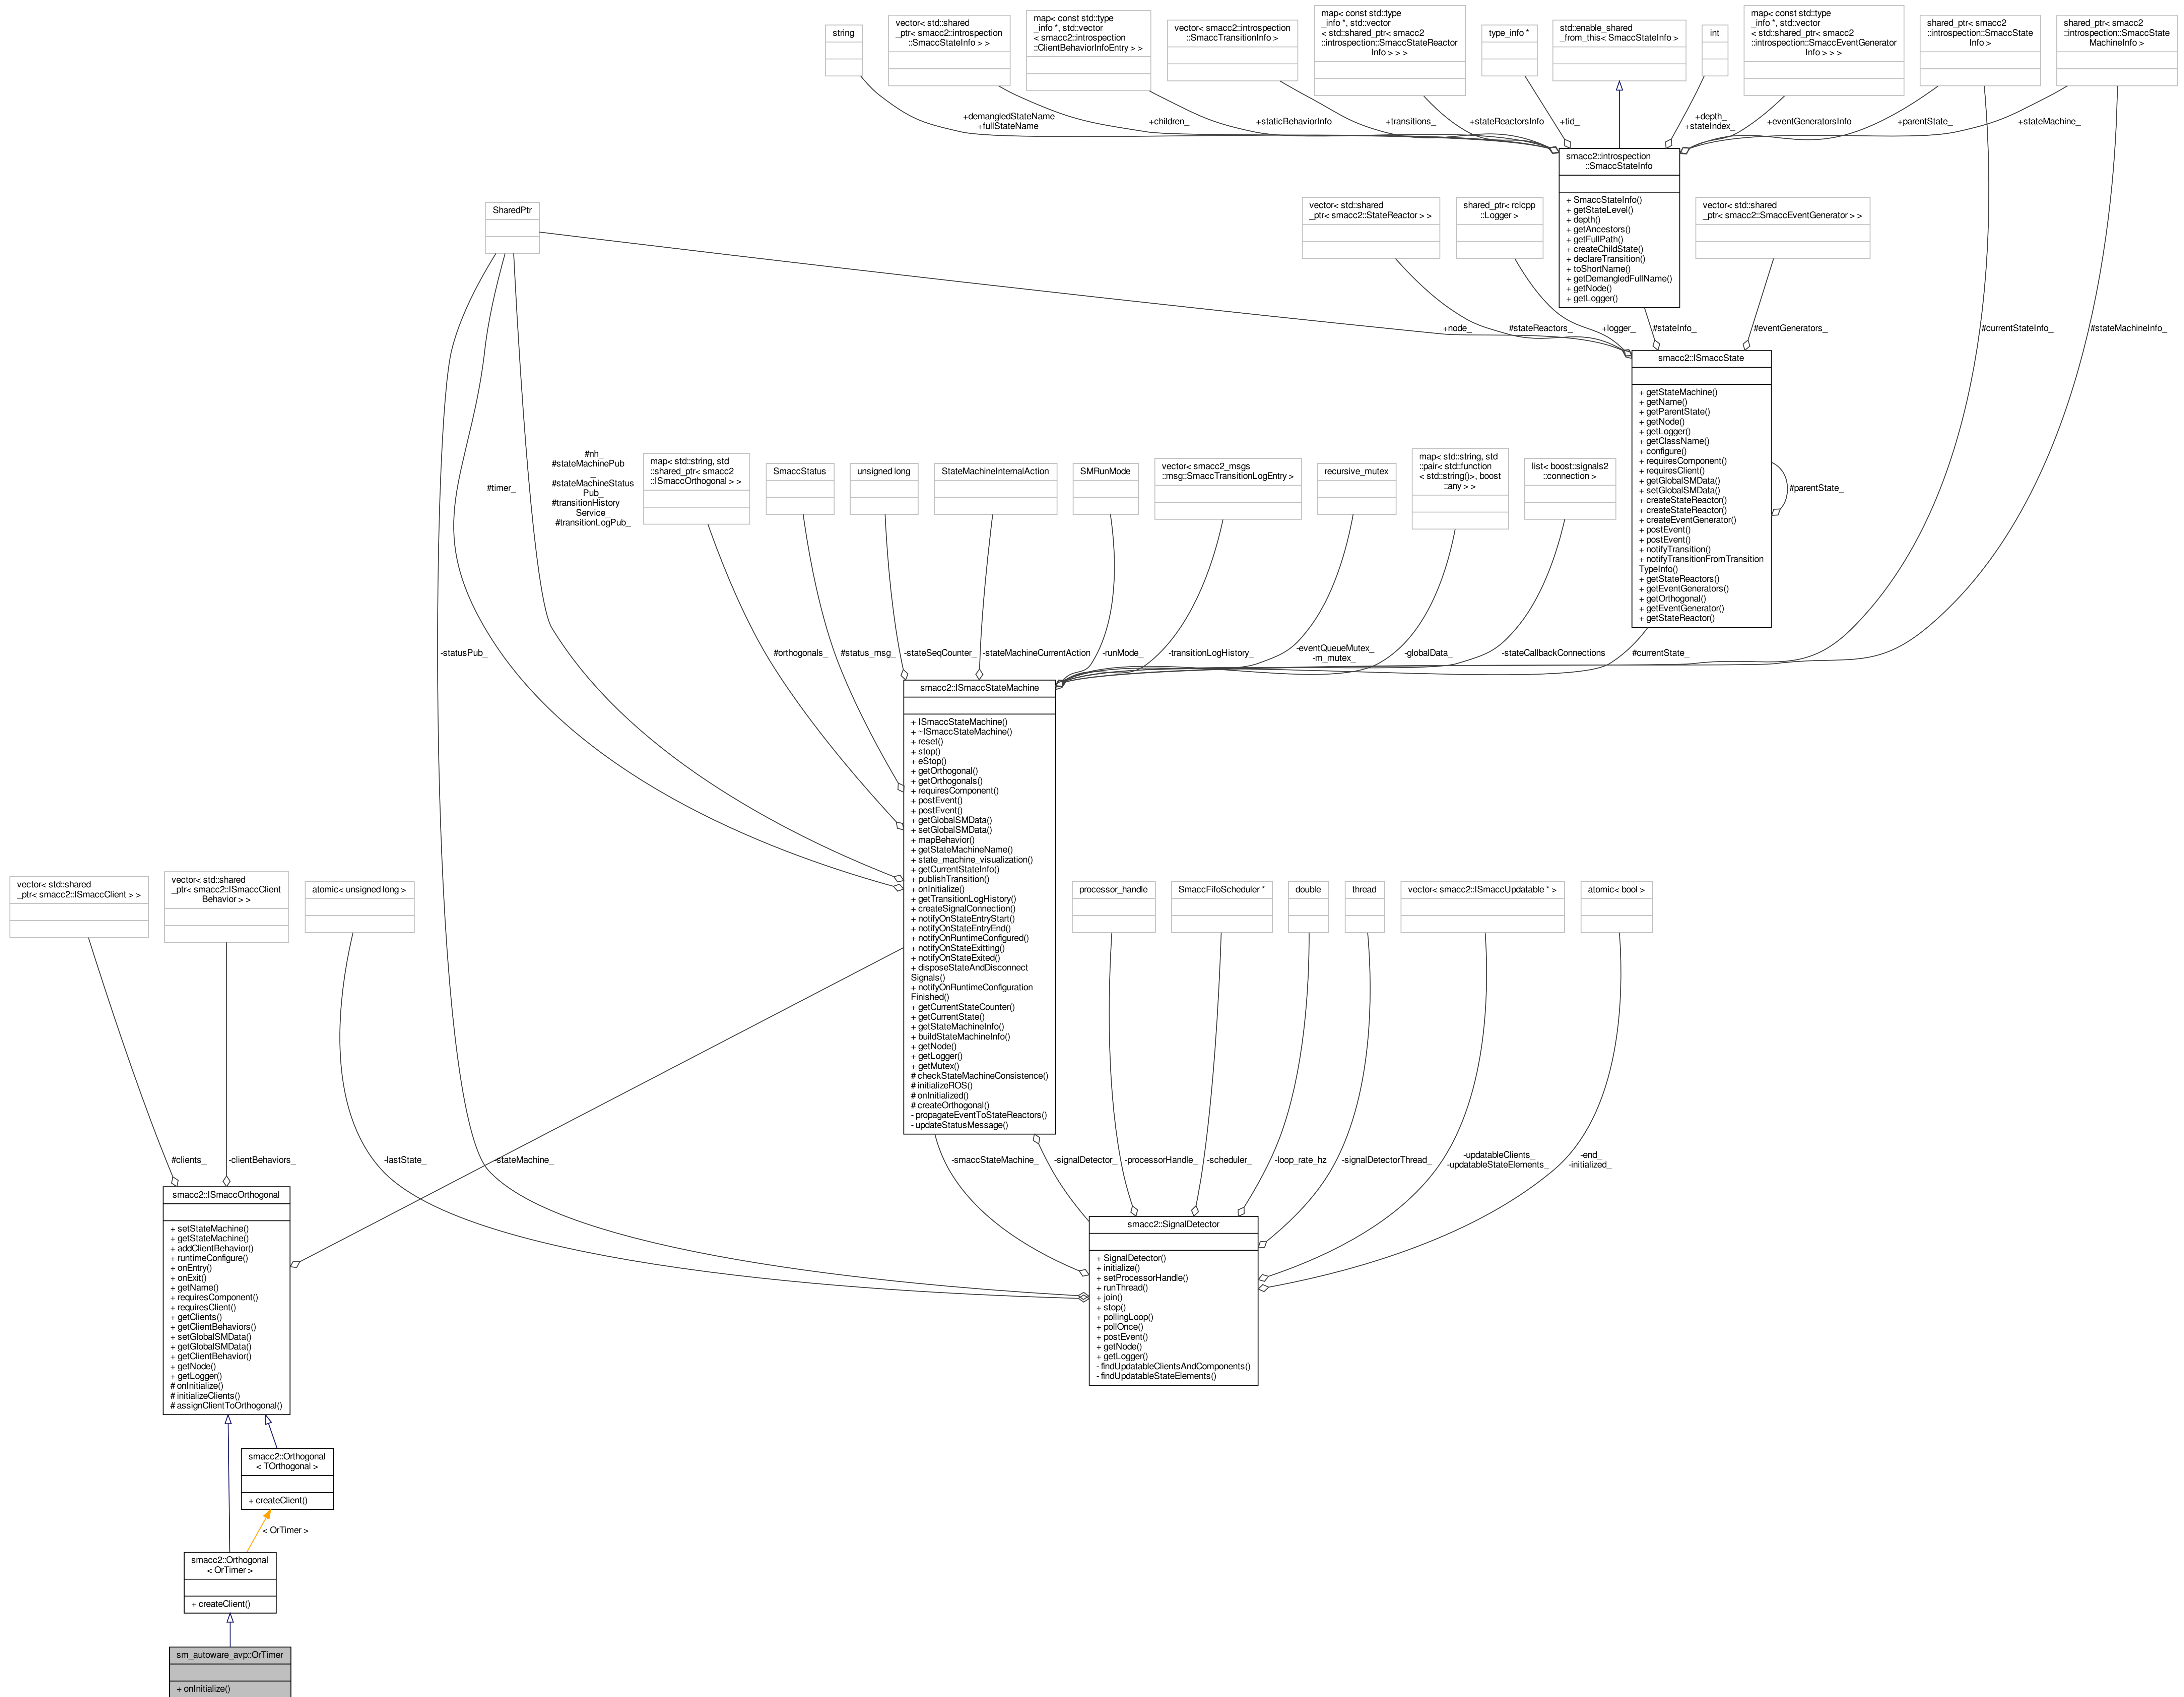 string
vector< std::shared
_ptr< smacc2::introspection
::SmaccStateInfo > >
map< const std::type
_info *, std::vector
< smacc2::introspection
::ClientBehaviorInfoEntry > >
vector< smacc2::introspection
::SmaccTransitionInfo >
map< const std::type
_info *, std::vector
< std::shared_ptr< smacc2
::introspection::SmaccStateReactor
Info > > >
type_info *
std::enable_shared
_from_this< SmaccStateInfo >
int
map< const std::type
_info *, std::vector
< std::shared_ptr< smacc2
::introspection::SmaccEventGenerator
Info > > >
shared_ptr< smacc2
::introspection::SmaccState
Info >
shared_ptr< smacc2
::introspection::SmaccState
MachineInfo >
+demangledStateName
+fullStateName
+children_
+staticBehaviorInfo
+transitions_
+stateReactorsInfo
+tid_
+depth_
+stateIndex_
+eventGeneratorsInfo
+parentState_
+stateMachine_
smacc2::introspection
::SmaccStateInfo
+ SmaccStateInfo()
+ getStateLevel()
+ depth()
+ getAncestors()
+ getFullPath()
+ createChildState()
+ declareTransition()
+ toShortName()
+ getDemangledFullName()
+ getNode()
+ getLogger()
SharedPtr
vector< std::shared
_ptr< smacc2::StateReactor > >
shared_ptr< rclcpp
::Logger >
vector< std::shared
_ptr< smacc2::SmaccEventGenerator > >
+node_
#stateReactors_
+logger_
#stateInfo_
#eventGenerators_
#currentStateInfo_
#stateMachineInfo_
smacc2::ISmaccState
+ getStateMachine()
+ getName()
+ getParentState()
+ getNode()
+ getLogger()
+ getClassName()
+ configure()
+ requiresComponent()
+ requiresClient()
+ getGlobalSMData()
+ setGlobalSMData()
+ createStateReactor()
+ createStateReactor()
+ createEventGenerator()
+ postEvent()
+ postEvent()
+ notifyTransition()
+ notifyTransitionFromTransition
TypeInfo()
+ getStateReactors()
+ getEventGenerators()
+ getOrthogonal()
+ getEventGenerator()
+ getStateReactor()
#parentState_
#timer_
#nh_
#stateMachinePub
_
#stateMachineStatus
Pub_
#transitionHistory
Service_
#transitionLogPub_
map< std::string, std
::shared_ptr< smacc2
::ISmaccOrthogonal > >
SmaccStatus
unsigned long
StateMachineInternalAction
SMRunMode
vector< smacc2_msgs
::msg::SmaccTransitionLogEntry >
recursive_mutex
map< std::string, std
::pair< std::function
< std::string()>, boost
::any > >
list< boost::signals2
::connection >
-statusPub_
#orthogonals_
#status_msg_
-stateSeqCounter_
-stateMachineCurrentAction
-runMode_
-transitionLogHistory_
-eventQueueMutex_
-m_mutex_
-globalData_
-stateCallbackConnections
#currentState_
smacc2::ISmaccStateMachine
+ ISmaccStateMachine()
+ ~ISmaccStateMachine()
+ reset()
+ stop()
+ eStop()
+ getOrthogonal()
+ getOrthogonals()
+ requiresComponent()
+ postEvent()
+ postEvent()
+ getGlobalSMData()
+ setGlobalSMData()
+ mapBehavior()
+ getStateMachineName()
+ state_machine_visualization()
+ getCurrentStateInfo()
+ publishTransition()
+ onInitialize()
+ getTransitionLogHistory()
+ createSignalConnection()
+ notifyOnStateEntryStart()
+ notifyOnStateEntryEnd()
+ notifyOnRuntimeConfigured()
+ notifyOnStateExitting()
+ notifyOnStateExited()
+ disposeStateAndDisconnect
Signals()
+ notifyOnRuntimeConfiguration
Finished()
+ getCurrentStateCounter()
+ getCurrentState()
+ getStateMachineInfo()
+ buildStateMachineInfo()
+ getNode()
+ getLogger()
+ getMutex()
# checkStateMachineConsistence()
# initializeROS()
# onInitialized()
# createOrthogonal()
- propagateEventToStateReactors()
- updateStatusMessage()
vector< std::shared
_ptr< smacc2::ISmaccClient > >
vector< std::shared
_ptr< smacc2::ISmaccClient
Behavior > >
atomic< unsigned long >
processor_handle
SmaccFifoScheduler *
double
thread
vector< smacc2::ISmaccUpdatable * >
atomic< bool >
#clients_
-clientBehaviors_
-lastState_
-stateMachine_
-smaccStateMachine_
-signalDetector_
-processorHandle_
-scheduler_
-loop_rate_hz
-signalDetectorThread_
-updatableClients_
-updatableStateElements_
-end_
-initialized_
smacc2::ISmaccOrthogonal
+ setStateMachine()
+ getStateMachine()
+ addClientBehavior()
+ runtimeConfigure()
+ onEntry()
+ onExit()
+ getName()
+ requiresComponent()
+ requiresClient()
+ getClients()
+ getClientBehaviors()
+ setGlobalSMData()
+ getGlobalSMData()
+ getClientBehavior()
+ getNode()
+ getLogger()
# onInitialize()
# initializeClients()
# assignClientToOrthogonal()
smacc2::SignalDetector
+ SignalDetector()
+ initialize()
+ setProcessorHandle()
+ runThread()
+ join()
+ stop()
+ pollingLoop()
+ pollOnce()
+ postEvent()
+ getNode()
+ getLogger()
- findUpdatableClientsAndComponents()
- findUpdatableStateElements()
smacc2::Orthogonal
< TOrthogonal >
+ createClient()
< OrTimer >
smacc2::Orthogonal
< OrTimer >
+ createClient()
sm_autoware_avp::OrTimer
+ onInitialize()